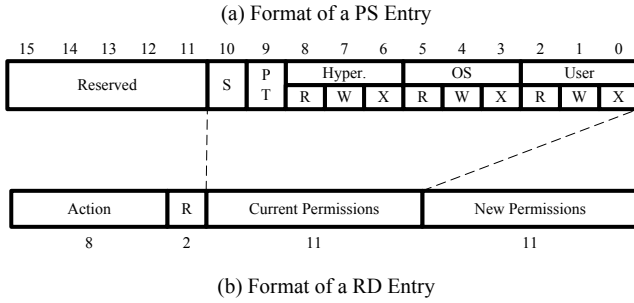 (a) Format of a PS Entry
15 14 13 12 11 10 9 8 7 6 5 4 3 2 1 0
Reserved S P T Hyper. OS User
R W X R W X R W X
Action R Current Permissions New Permissions
8 2 11 11
(b) Format of a RD Entry